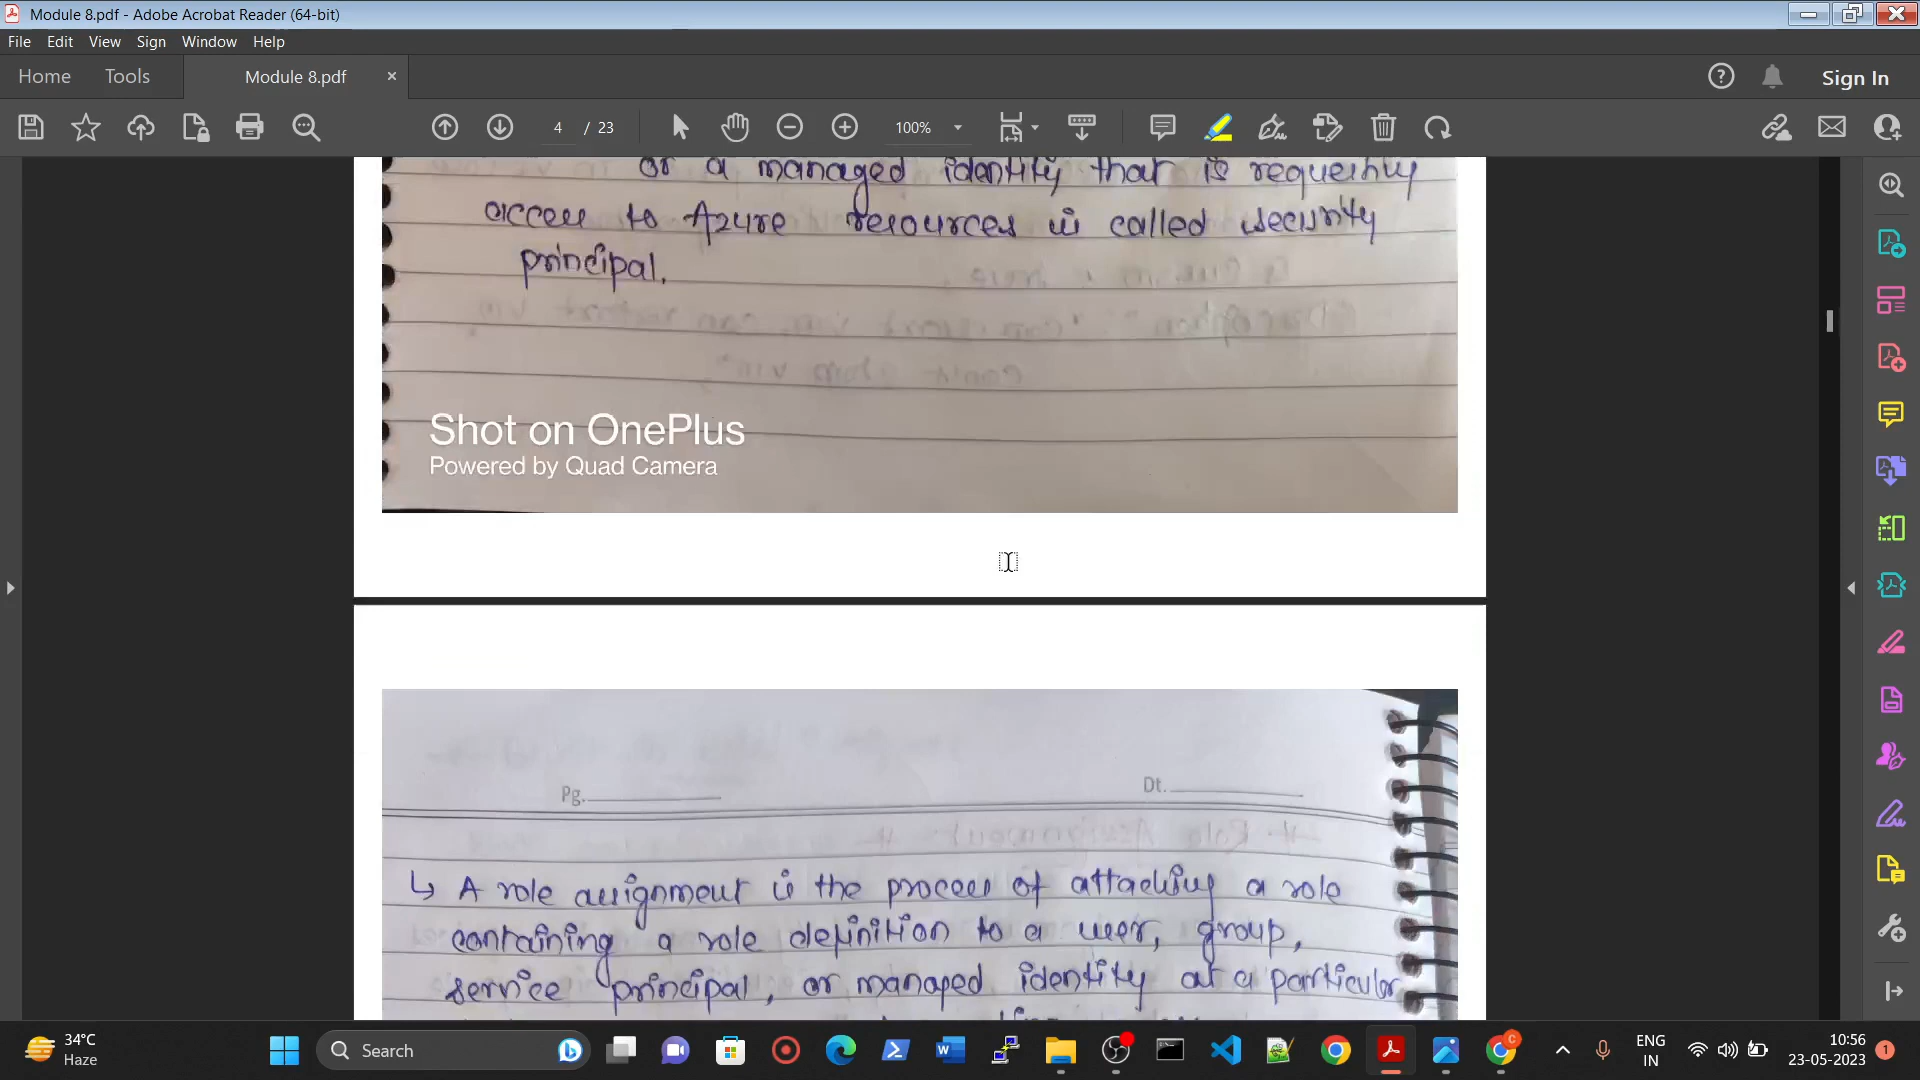 Module 8.pdf - Adobe Acrobat Reader (64-bit)
File Edit View Sign Window Help
Home Tools Module 8.pdf × Sign In
4 / 23 100%
or a managed identity that is requesting
access to Azure resources is called security
principal.
Shot on OnePlus
Powered by Quad Camera
Pg. Dt.
↳ A role assignment is the process of attaching a role
containing a role definition to a user, group,
service principal, or managed identity at a particular
34°C
Haze
Search
ENG
IN
10:56
23-05-2023
1